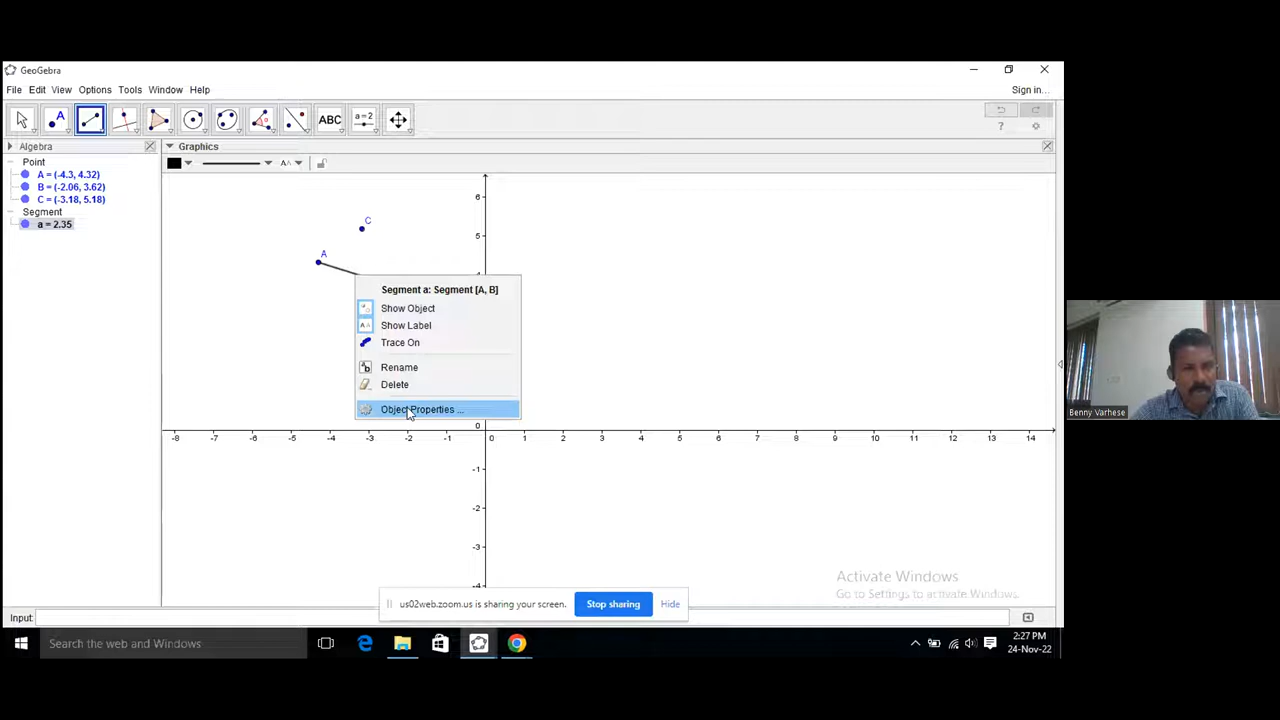 GeoGebra
File Edit View Options Tools Window Help
Sign in...
ABC
a=2
Algebra
Graphics
Point
A = (-4.3, 4.32)
B = (-2.06, 3.62)
C = (-3.18, 5.18)
Segment
a = 2.35
AA
6
5
4
C
A
Segment a: Segment [A, B]
Show Object
AA Show Label
Trace On
Rename
Delete
Object Properties ...
0
-8 -7 -6 -5 -4 -3 -2 -1 0 1 2 3 4 5 6 7 8 9 10 11 12 13 14
-1
-2
-3
-4
Benny Varhese
Activate Windows
Go to Settings to activate Windows.
us02web.zoom.us is sharing your screen. Stop sharing Hide
Input:
Search the web and Windows
2:27 PM
24-Nov-22